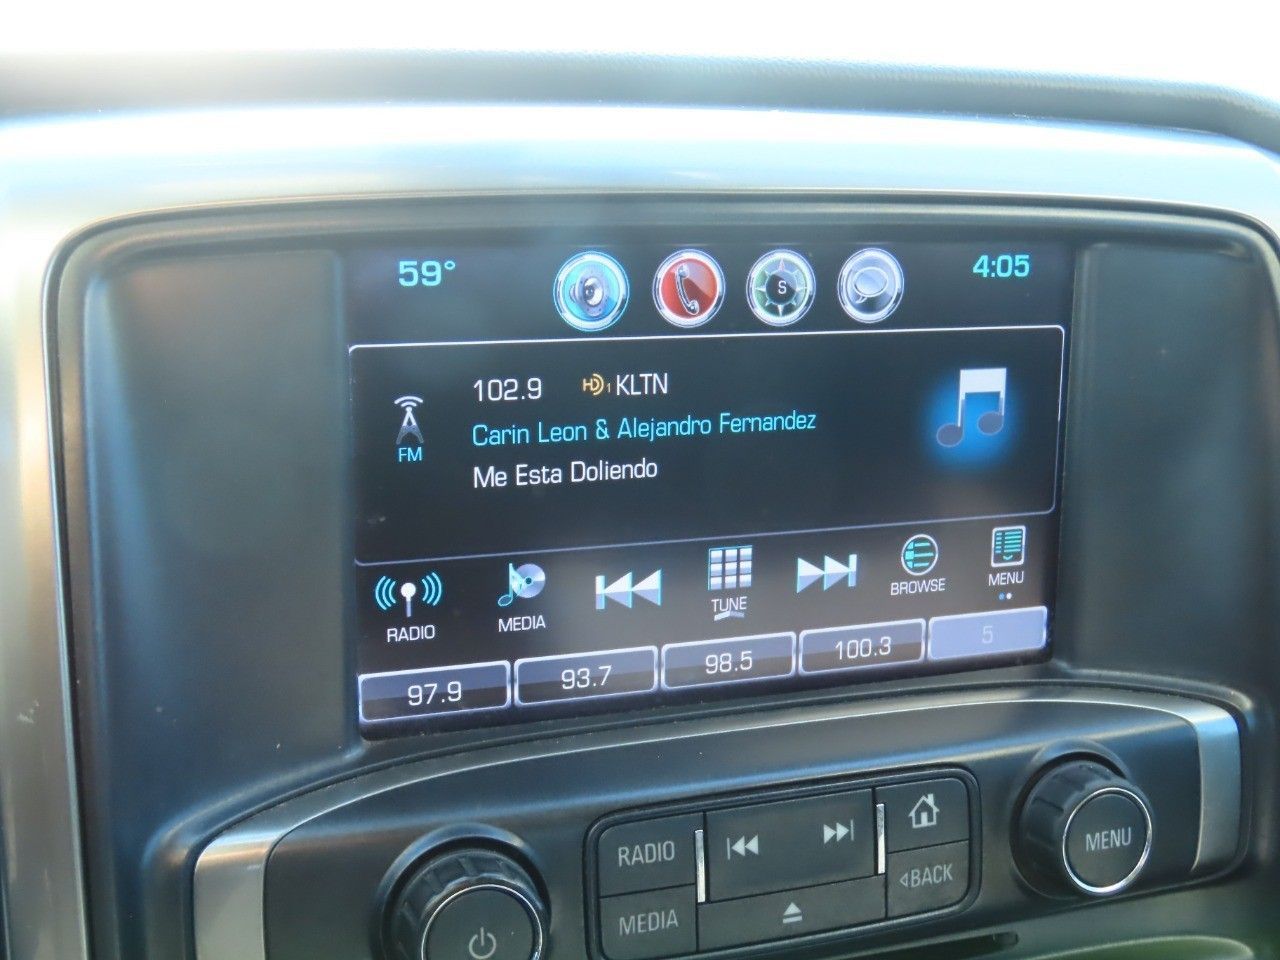 59° S 4:05
102.9 HD1 KLTN
Carin Leon & Alejandro Fernandez
FM
Me Esta Doliendo
RADIO MEDIA TUNE BROWSE MENU
97.9 93.7 98.5 100.3 5
RADIO MENU
MEDIA BACK